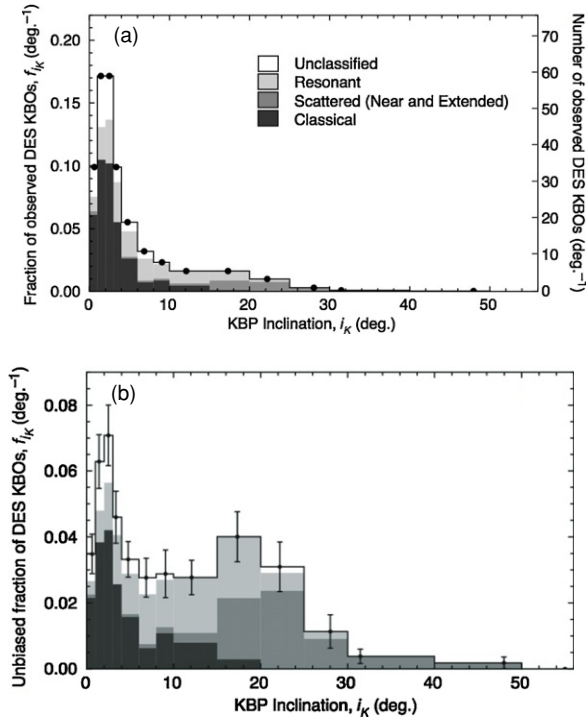 (a)
Fraction of observed DES KBOs, f_iK (deg.⁻¹)
0.20
0.15
0.10
0.05
0.00
Unclassified
Resonant
Scattered (Near and Extended)
Classical
Number of observed DES KBOs (deg.⁻¹)
70
60
50
40
30
20
10
0
0 10 20 30 40 50
KBP Inclination, i_K (deg.)
(b)
Unbiased fraction of DES KBOs, f_iK (deg.⁻¹)
0.08
0.06
0.04
0.02
0.00
0 10 20 30 40 50
KBP Inclination, i_K (deg.)